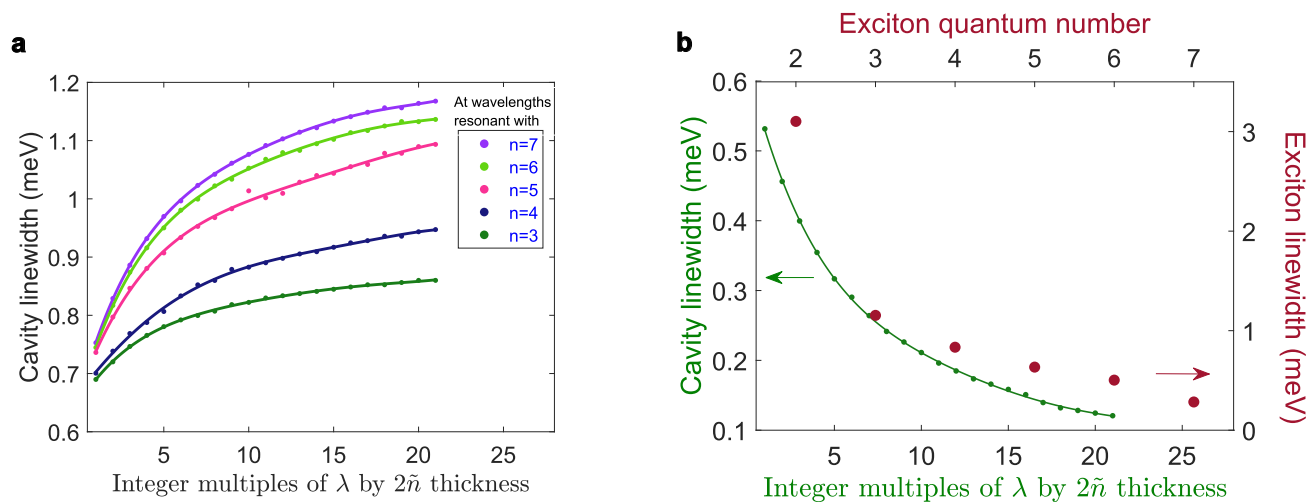 a
Cavity linewidth (meV)
1.2
1.1
1
0.9
0.8
0.7
0.6
5
10
15
20
25
Integer multiples of λ by 2ñ thickness
At wavelengths
resonant with
n=7
n=6
n=5
n=4
n=3
b
Exciton quantum number
2
3
4
5
6
7
Cavity linewidth (meV)
0.6
0.5
0.4
0.3
0.2
0.1
3
2
1
0
Exciton linewidth (meV)
5
10
15
20
25
Integer multiples of λ by 2ñ thickness